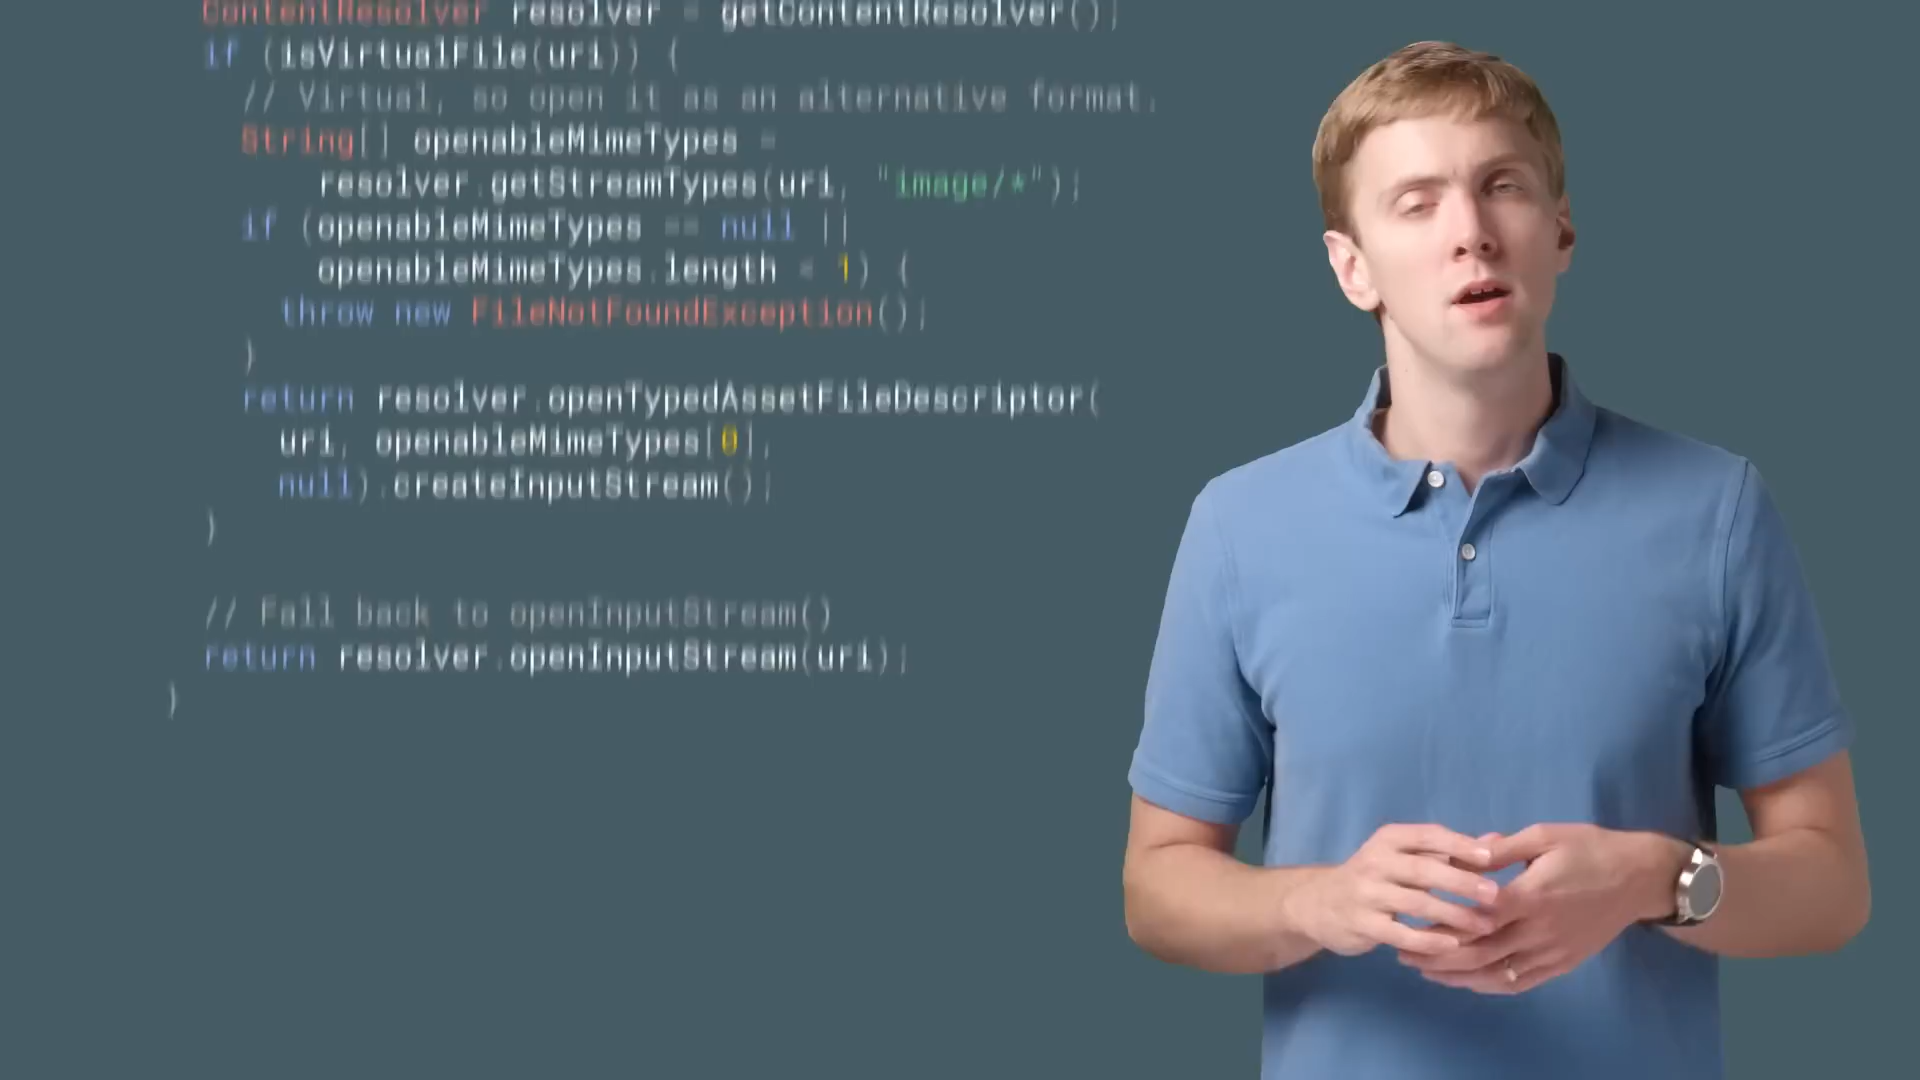 ContentResolver resolver = getContentResolver();
if (isVirtualFile(uri)) {
// Virtual, so open it as an alternative format.
String[] openableMimeTypes =
resolver.getStreamTypes(uri, "image/*");
if (openableMimeTypes == null ||
openableMimeTypes.length < 1) {
throw new FileNotFoundException();
}
return resolver.openTypedAssetFileDescriptor(
uri, openableMimeTypes[0],
null).createInputStream();
}
// Fall back to openInputStream()
return resolver.openInputStream(uri);
}